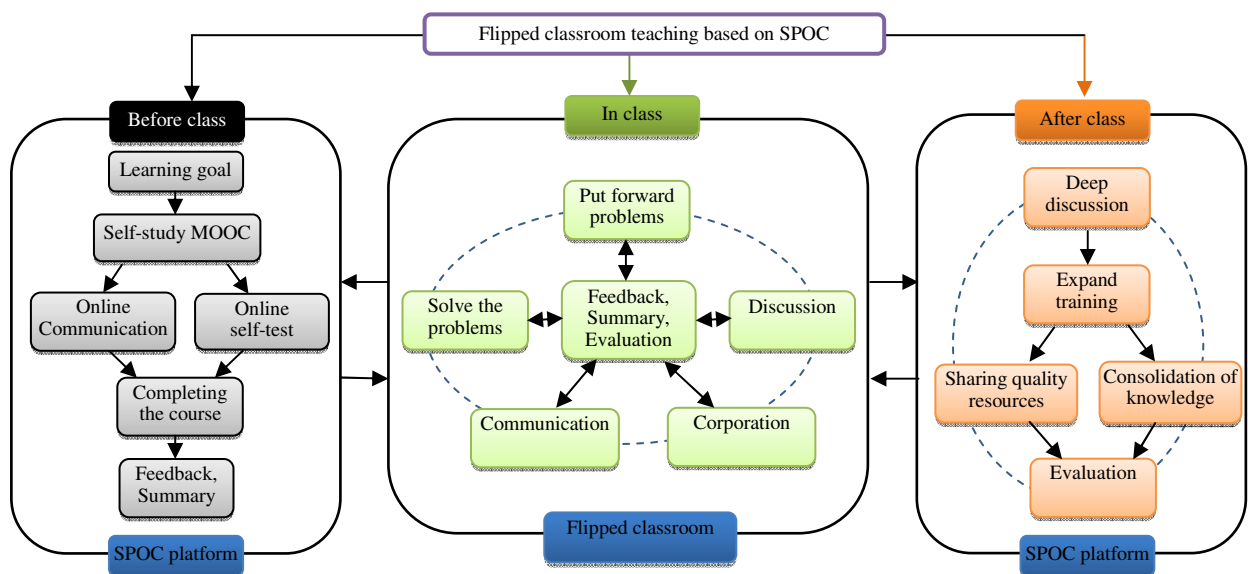 Flipped classroom teaching based on SPOC
Before class
Learning goal
Self-study MOOC
Online
Communication
Online
self-test
Completing
the course
Feedback,
Summary
SPOC platform
In class
Put forward
problems
Solve the
problems
Feedback,
Summary,
Evaluation
Discussion
Communication
Corporation
Flipped classroom
After class
Deep
discussion
Expand
training
Sharing quality
resources
Consolidation of
knowledge
Evaluation
SPOC platform